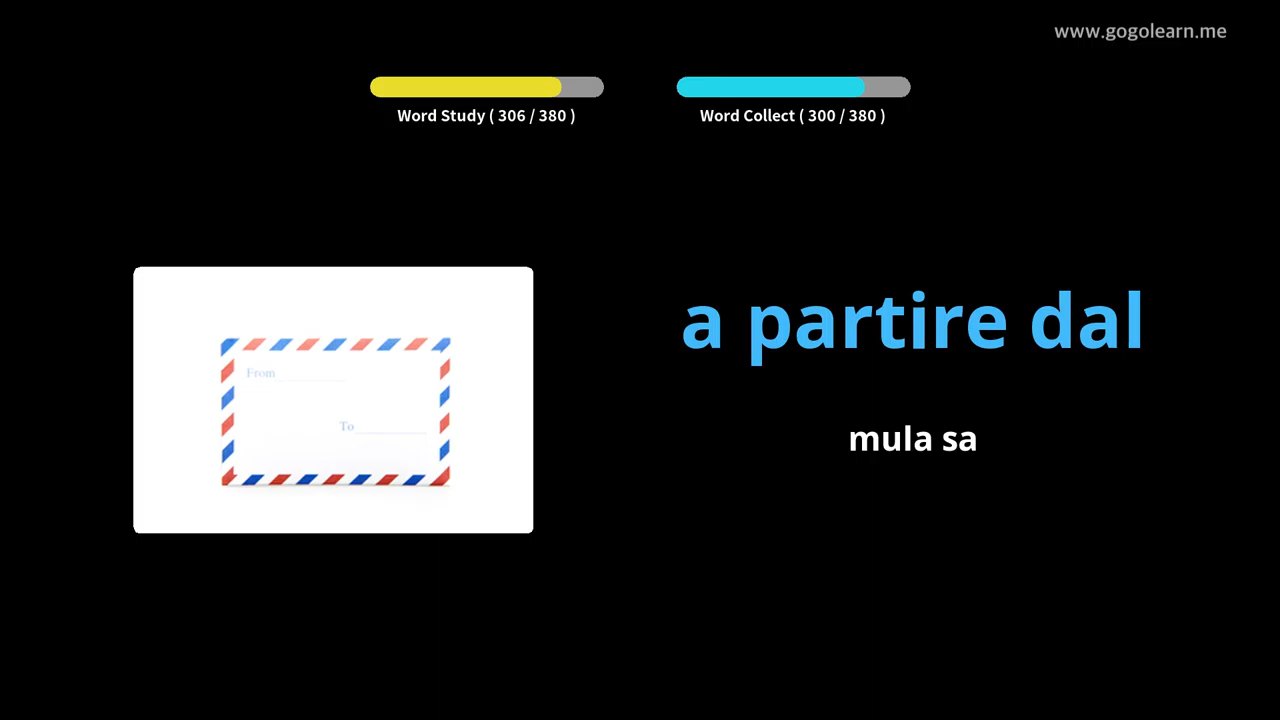 www.gogolearn.me
Word Study ( 306 / 380 )
Word Collect ( 300 / 380 )
From
To
a partire dal
mula sa